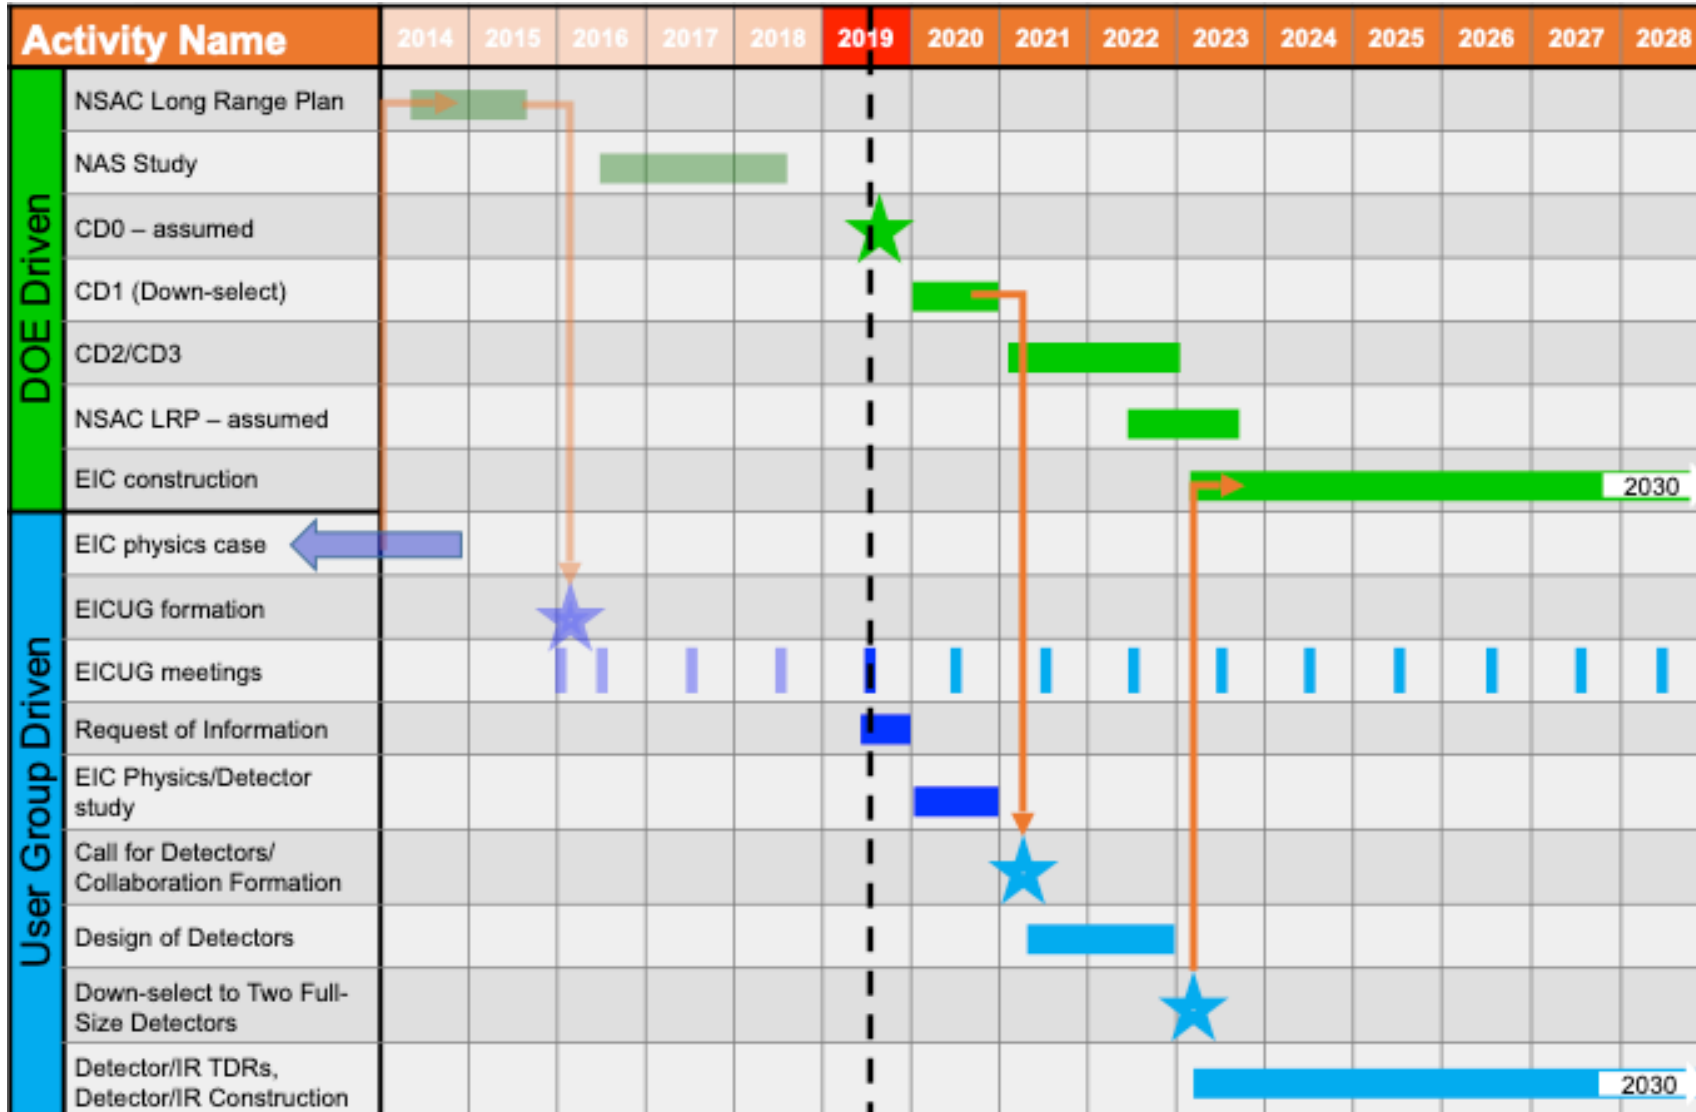 Activity Name 2014 2015 2016 2017 2018 2019 2020 2021 2022 2023 2024 2025 2026 2027 2028
DOE Driven
NSAC Long Range Plan
NAS Study
CD0 – assumed
CD1 (Down-select)
CD2/CD3
NSAC LRP – assumed
EIC construction 2030
User Group Driven
EIC physics case
EICUG formation
EICUG meetings
Request of Information
EIC Physics/Detector
study
Call for Detectors/
Collaboration Formation
Design of Detectors
Down-select to Two Full-
Size Detectors
Detector/IR TDRs,
Detector/IR Construction 2030